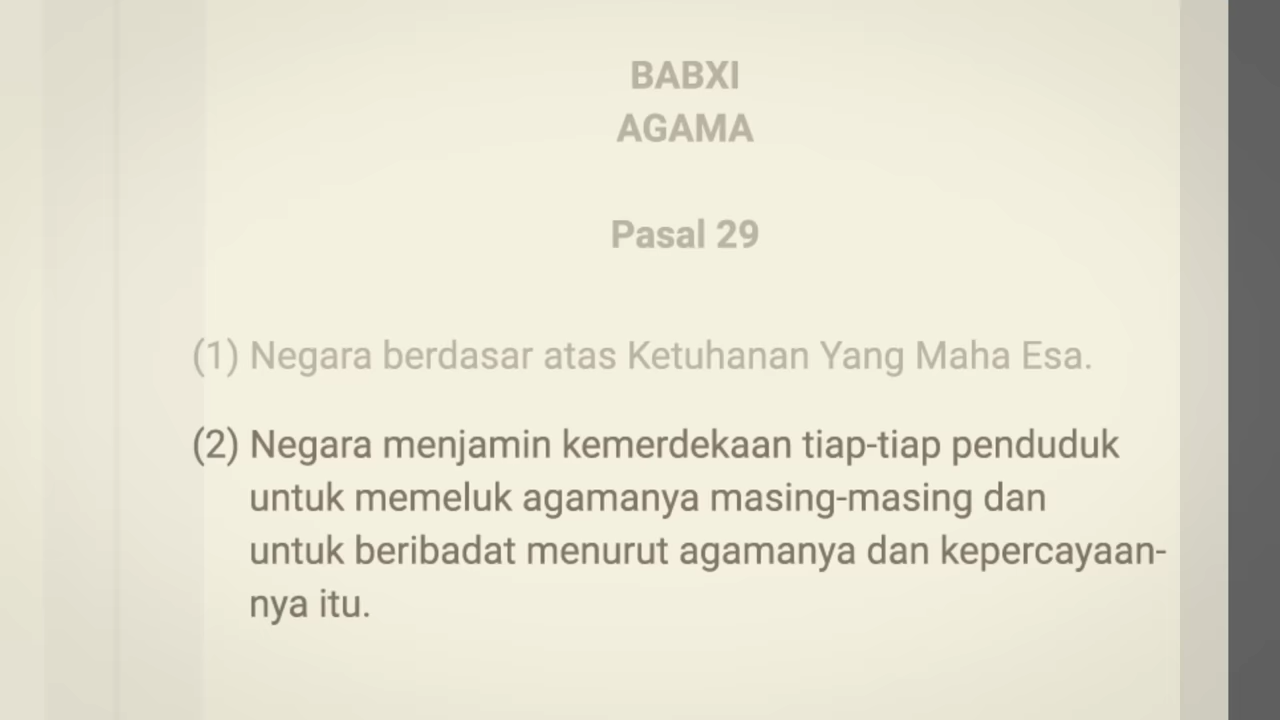 BABXI
AGAMA
Pasal 29
(1) Negara berdasar atas Ketuhanan Yang Maha Esa.
(2) Negara menjamin kemerdekaan tiap-tiap penduduk
untuk memeluk agamanya masing-masing dan
untuk beribadat menurut agamanya dan kepercayaan-
nya itu.